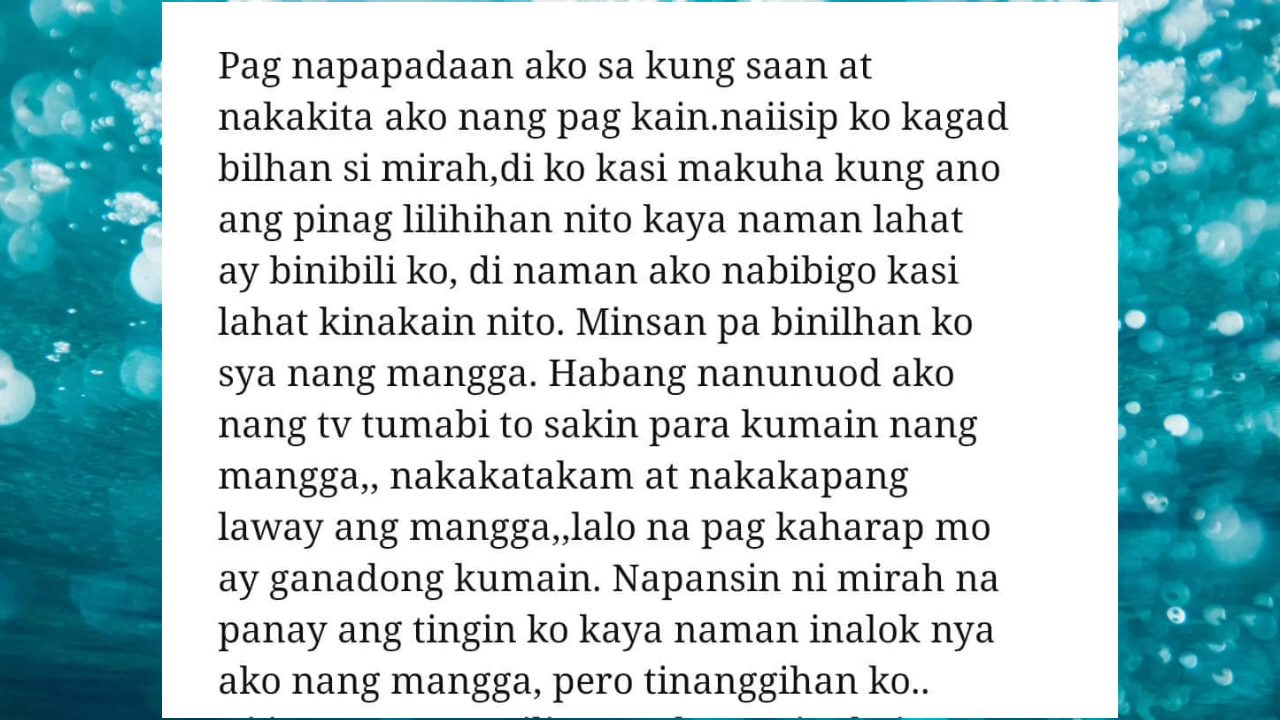 Pag napapadaan ako sa kung saan at
nakakita ako nang pag kain.naiisip ko kagad
bilhan si mirah,di ko kasi makuha kung ano
ang pinag lilihihan nito kaya naman lahat
ay binibili ko, di naman ako nabibigo kasi
lahat kinakain nito. Minsan pa binilhan ko
sya nang mangga. Habang nanunuod ako
nang tv tumabi to sakin para kumain nang
mangga,, nakakatakam at nakakapang
laway ang mangga,,lalo na pag kaharap mo
ay ganadong kumain. Napansin ni mirah na
panay ang tingin ko kaya naman inalok nya
ako nang mangga, pero tinanggihan ko..